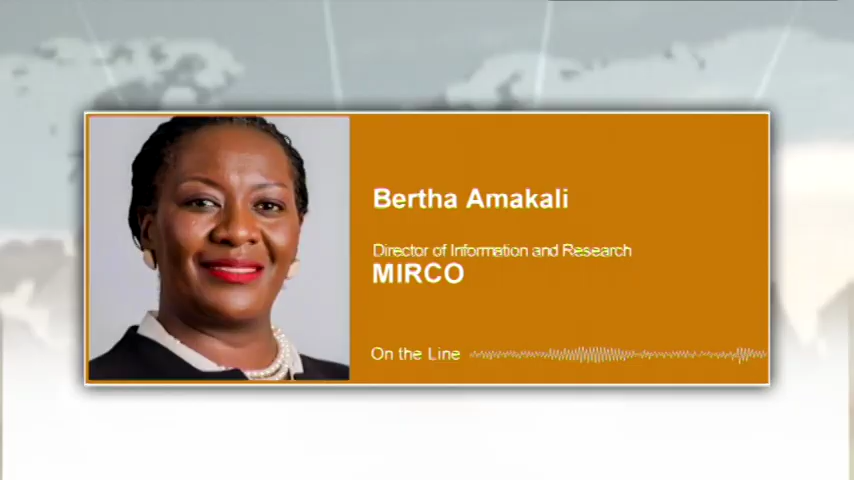 Bertha Amakali
Director of Information and Research
MIRCO
On the Line